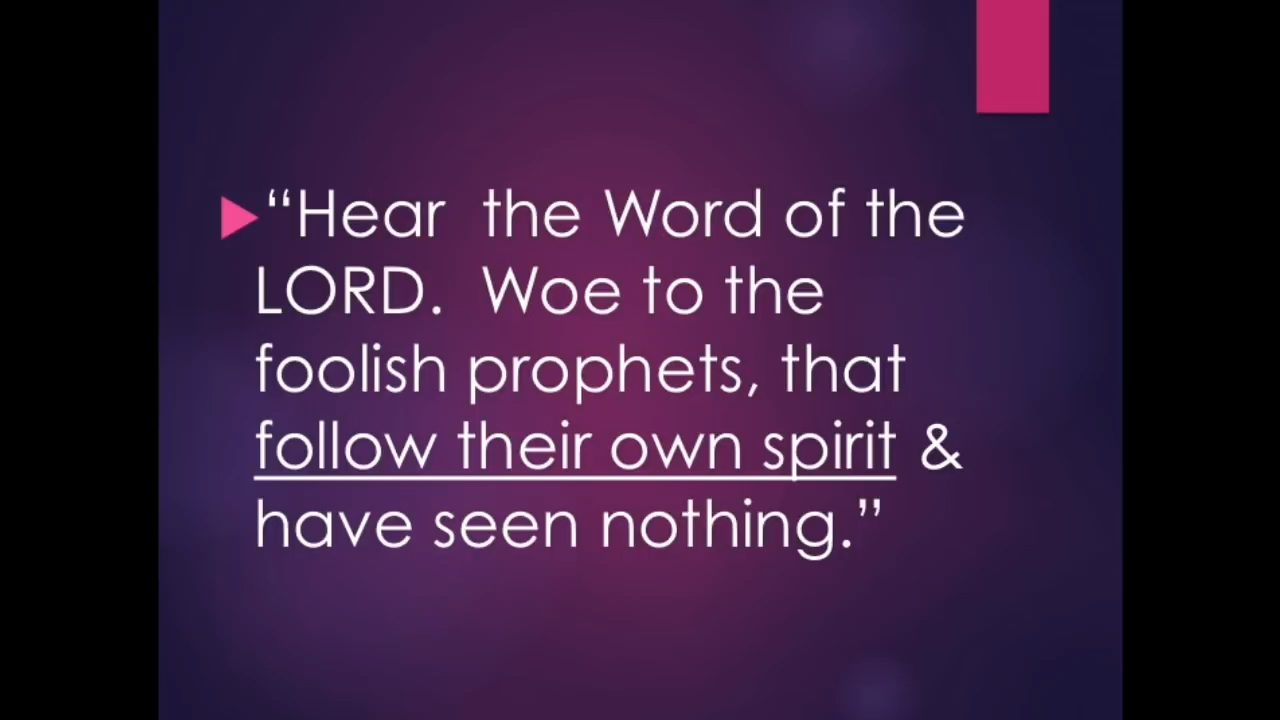 “Hear  the Word of the
LORD.  Woe to the
foolish prophets, that
follow their own spirit &
have seen nothing.”